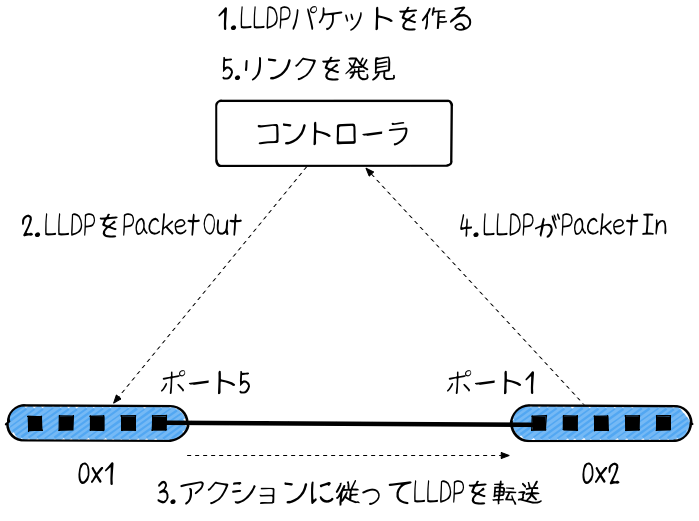 1.LLDPパケットを作る
5.リンクを発見
コントローラ
2.LLDPをPacketOut
4.LLDPがPacketIn
ポート5
ポート1
0x1
0x2
3.アクションに従ってLLDPを転送